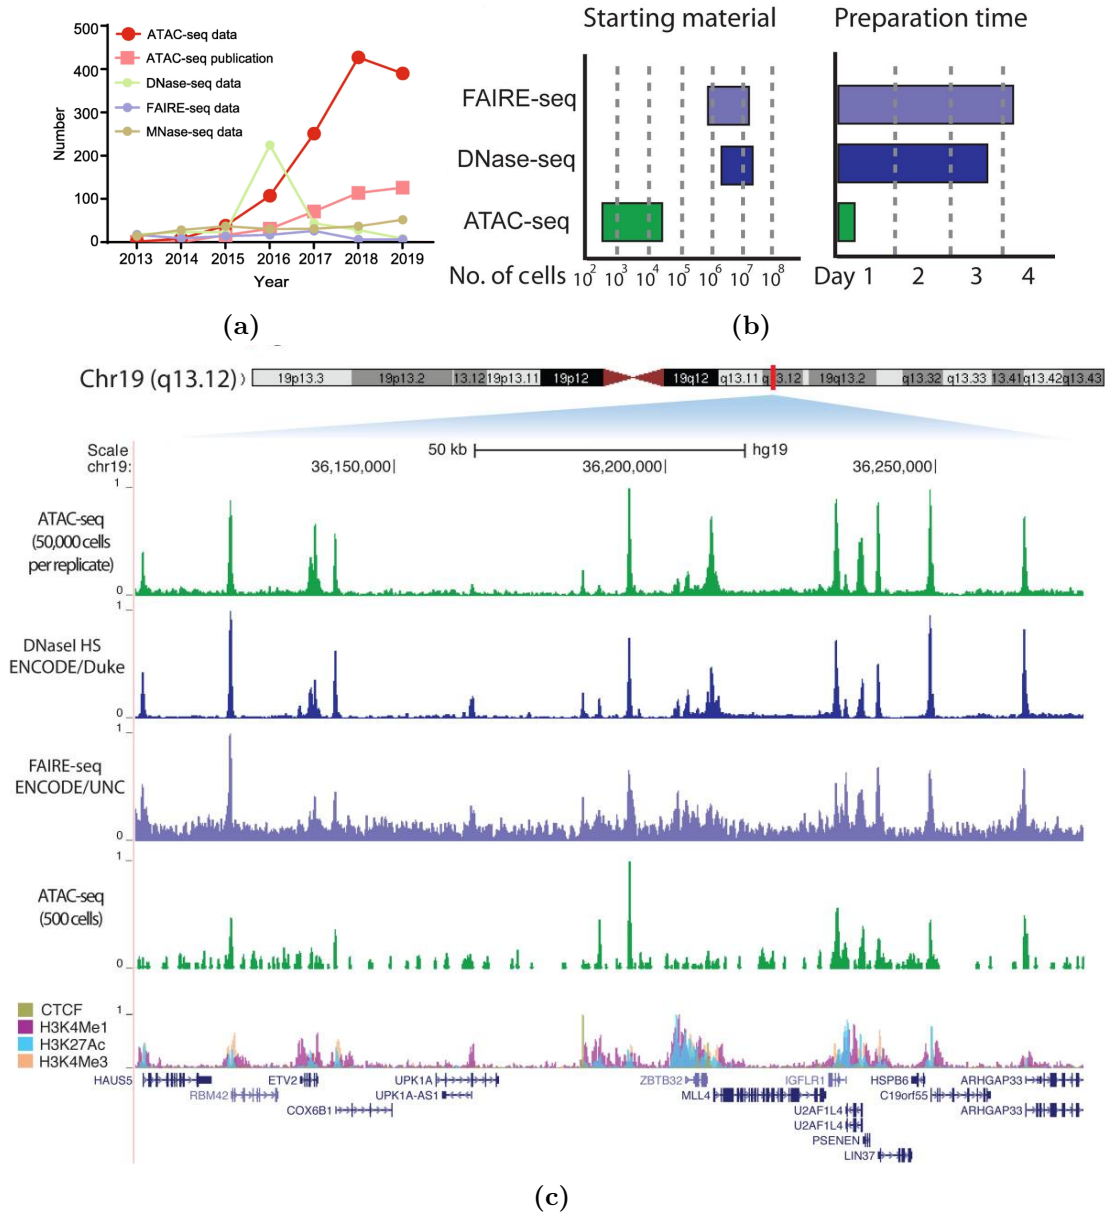 500
400
300
200
100
0
Number
ATAC-seq data
ATAC-seq publication
DNase-seq data
FAIRE-seq data
MNase-seq data
2013 2014 2015 2016 2017 2018 2019
Year
(a)
Starting material
Preparation time
FAIRE-seq
DNase-seq
ATAC-seq
No. of cells 10^2 10^3 10^4 10^5 10^6 10^7 10^8
Day 1 2 3 4
(b)
Chr19 (q13.12)
19p13.3 19p13.2 13.12 19p13.11 19p12 19q12 q13.11 q13.12 19q13.2 q13.32 q13.33 13.41 q13.42 q13.43
Scale
chr19:
50 kb hg19
36,150,000 36,200,000 36,250,000
1
ATAC-seq
(50,000 cells
per replicate)
0
1
DNaseI HS
ENCODE/Duke
0
1
FAIRE-seq
ENCODE/UNC
0
1
ATAC-seq
(500 cells)
0
1
CTCF
H3K4Me1
H3K27Ac
H3K4Me3
HAUS5 ETV2 UPK1A ZBTB32 IGFLR1 HSPB6 ARHGAP33
RBM42 UPK1A-AS1 MLL4 C19orf55
COX6B1 U2AF1L4 ARHGAP33
U2AF1L4
PSENEN
LIN37
(c)